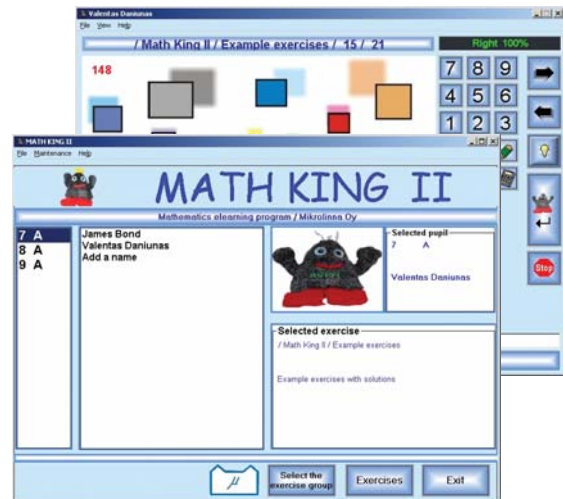 Valentas Daniunas
File View Help
/ Math King II / Example exercises / 15 / 21
Right 100%
148
7 8 9
4 5 6
1 2 3
Stop
MATH KING II
File Maintenance Help
MATH KING II
Mathematics elearning program / Mikrolinna Oy
7 A
8 A
9 A
James Bond
Valentas Daniunas
Add a name
Selected pupil
7 A
Valentas Daniunas
Selected exercise
/ Math King II / Example exercises
Example exercises with solutions
μ
Select the
exercise group
Exercises
Exit